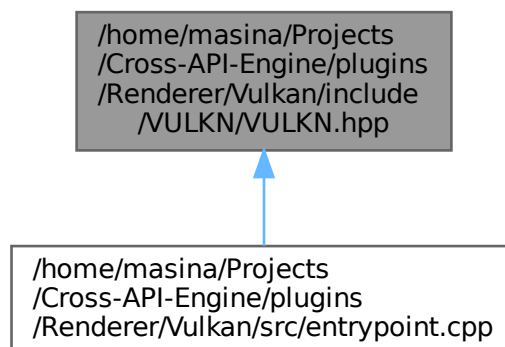 /home/masina/Projects
/Cross-API-Engine/plugins
/Renderer/Vulkan/include
/VULKN/VULKN.hpp
/home/masina/Projects
/Cross-API-Engine/plugins
/Renderer/Vulkan/src/entrypoint.cpp